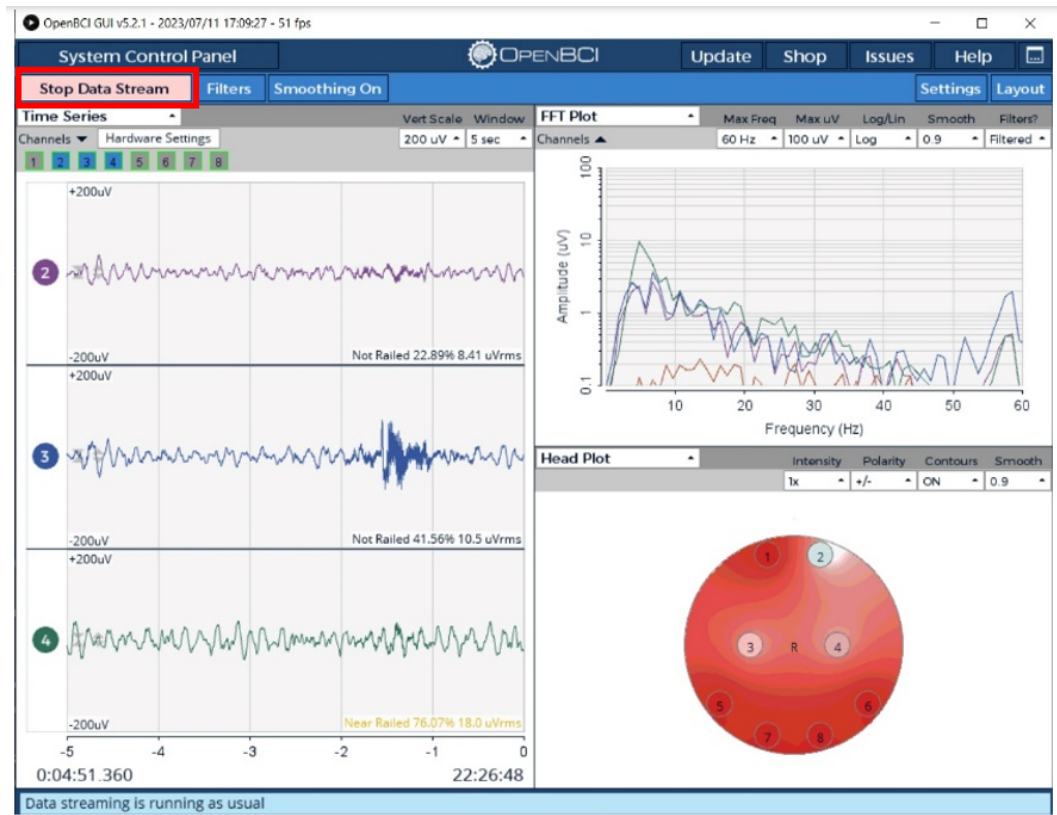 OpenBCI GUI v5.2.1 - 2023/07/11 17:09:27 - 51 fps
System Control Panel
OPENBCI
Update Shop Issues Help
Stop Data Stream Filters Smoothing On
Settings Layout
Time Series
Vert Scale Window
Channels Hardware Settings
200 uV 5 sec
1 2 3 4 5 6 7 8
+200uV
2
-200uV
Not Railed 22.89% 8.41 uVrms
+200uV
3
-200uV
Not Railed 41.56% 10.5 uVrms
+200uV
4
-200uV
Near Railed 76.07% 18.0 uVrms
-5 -4 -3 -2 -1 0
0:04:51.360
22:26:48
FFT Plot
Max Freq Max uV Log/Lin Smooth Filters?
Channels
60 Hz 100 uV Log 0.9 Filtered
Amplitude (uV)
100
10
1
0.1
10 20 30 40 50 60
Frequency (Hz)
Head Plot
Intensity Polarity Contours Smooth
1x +/- ON 0.9
1 2
3 R 4
5 6
7 8
Data streaming is running as usual